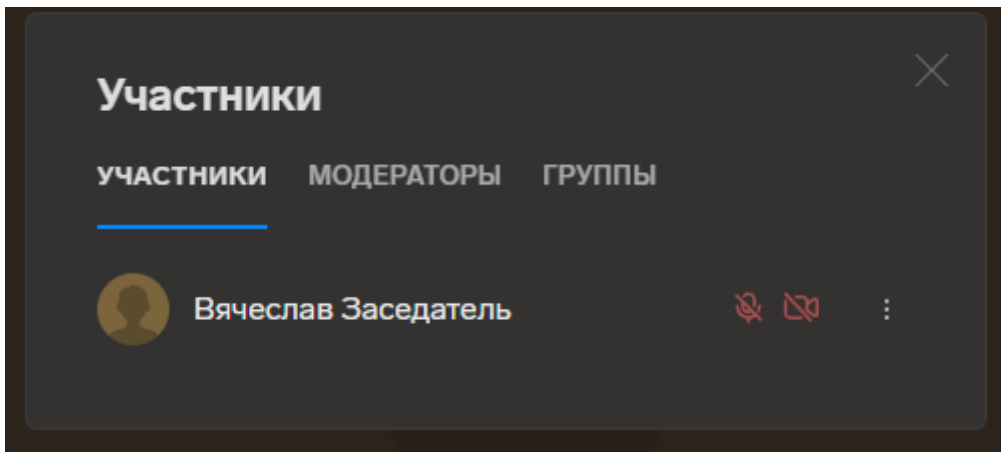 Участники
УЧАСТНИКИ МОДЕРАТОРЫ ГРУППЫ
Вячеслав Заседатель